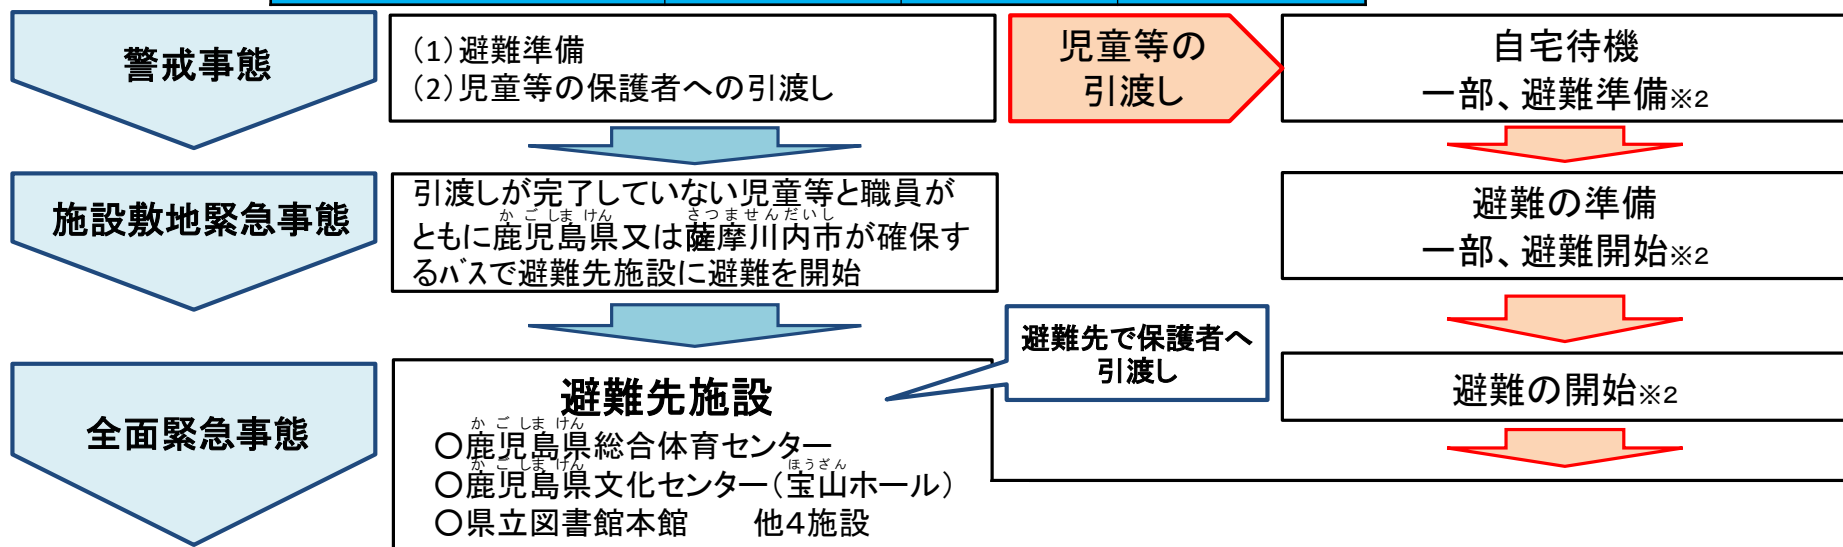 警戒事態
(1)避難準備
(2)児童等の保護者への引渡し
児童等の
引渡し
自宅待機
一部、避難準備※2
施設敷地緊急事態
引渡しが完了していない児童等と職員が
かごしまけん さつませんだいし
ともに鹿児島県又は薩摩川内市が確保す
るバスで避難先施設に避難を開始
避難の準備
一部、避難開始※2
全面緊急事態
避難先施設
かごしまけん
〇鹿児島県総合体育センター
かごしまけん ほうざん
〇鹿児島県文化センター(宝山ホール)
〇県立図書館本館 他4施設
避難先で保護者へ
引渡し
避難の開始※2